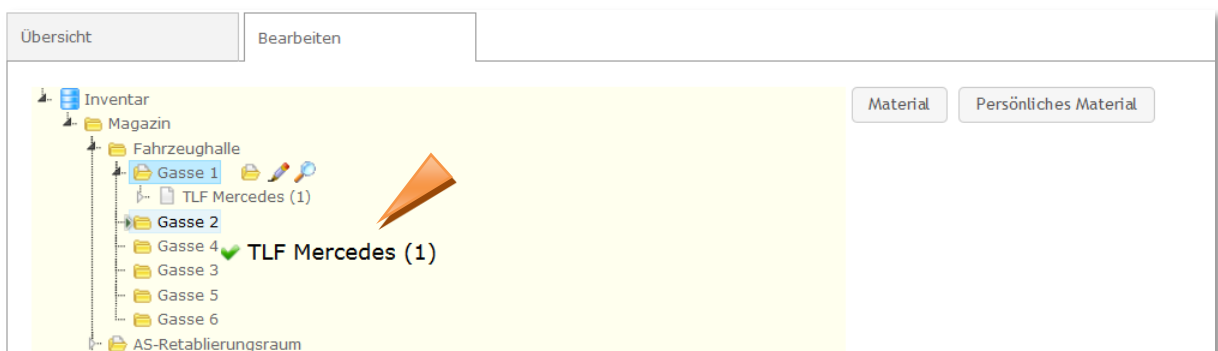 Übersicht
Bearbeiten
Inventar
Material
Persönliches Material
Magazin
Fahrzeughalle
Gasse 1
TLF Mercedes (1)
Gasse 2
Gasse 4
TLF Mercedes (1)
Gasse 3
Gasse 5
Gasse 6
AS-Retablierungsraum